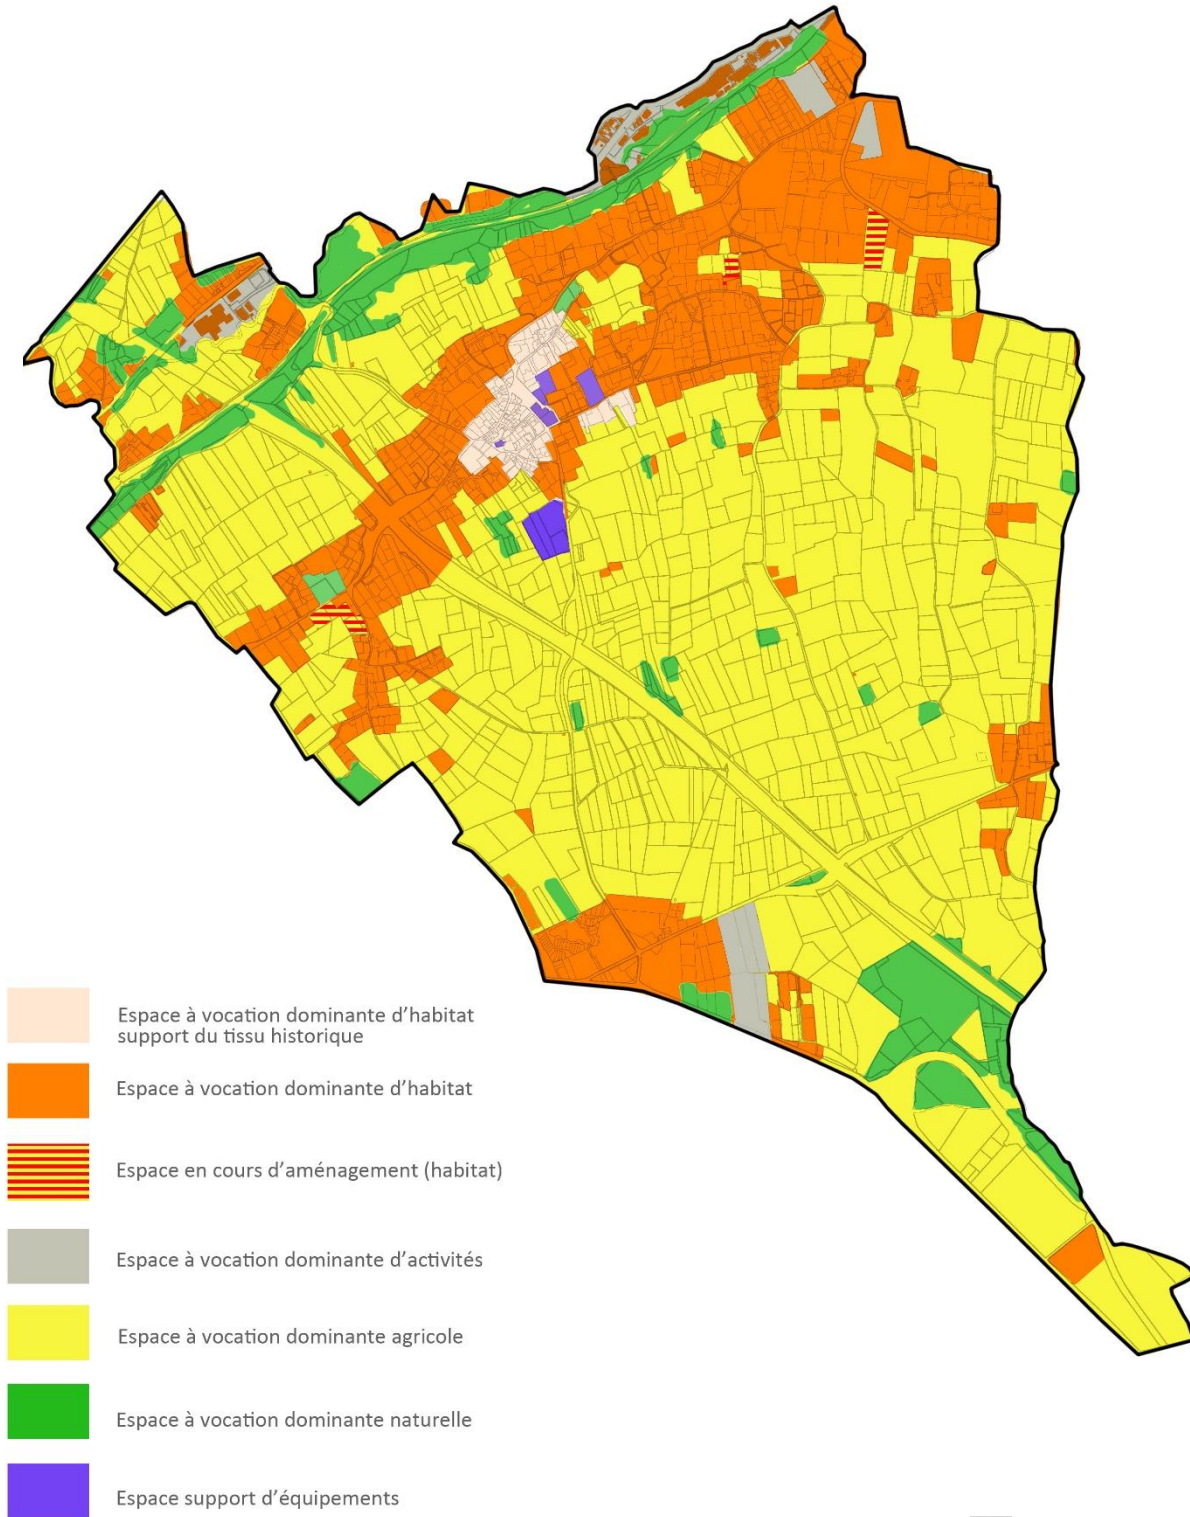 Espace à vocation dominante d’habitat
support du tissu historique
Espace à vocation dominante d’habitat
Espace en cours d’aménagement (habitat)
Espace à vocation dominante d’activités
Espace à vocation dominante agricole
Espace à vocation dominante naturelle
Espace support d’équipements